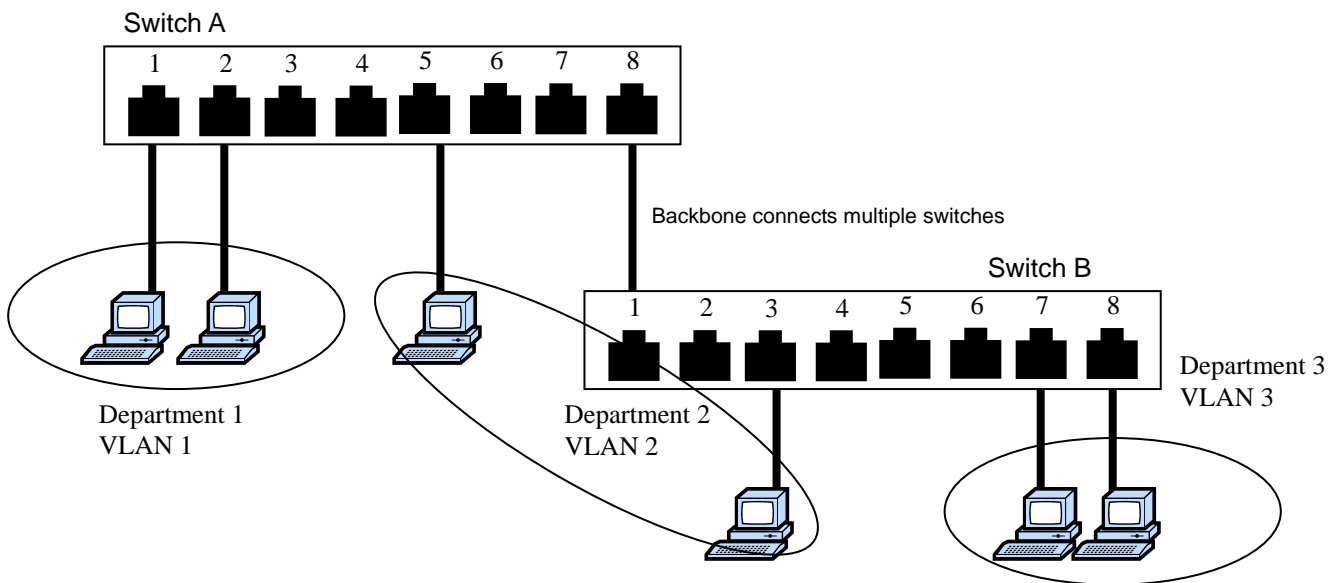 Switch A
1 2 3 4 5 6 7 8
Backbone connects multiple switches
Switch B
1 2 3 4 5 6 7 8
Department 1
VLAN 1
Department 2
VLAN 2
Department 3
VLAN 3